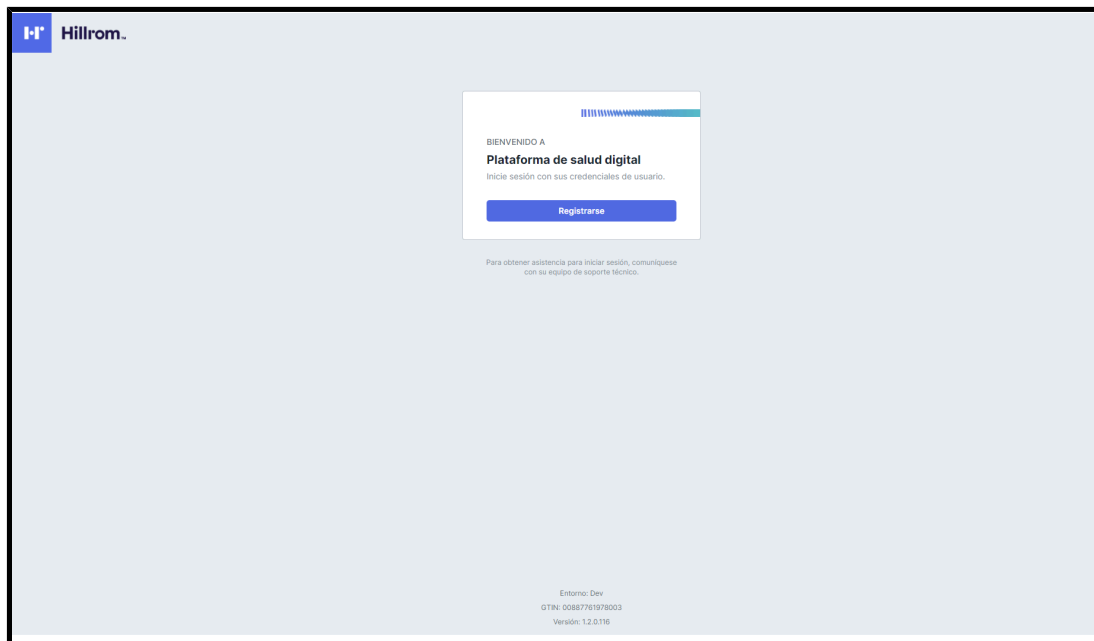 Hillrom™
BIENVENIDO A
Plataforma de salud digital
Inicie sesión con sus credenciales de usuario.
Registrarse
Para obtener asistencia para iniciar sesión, comuníquese
con su equipo de soporte técnico.
Entorno: Dev
GTIN: 00887761978003
Versión: 1.2.0.116